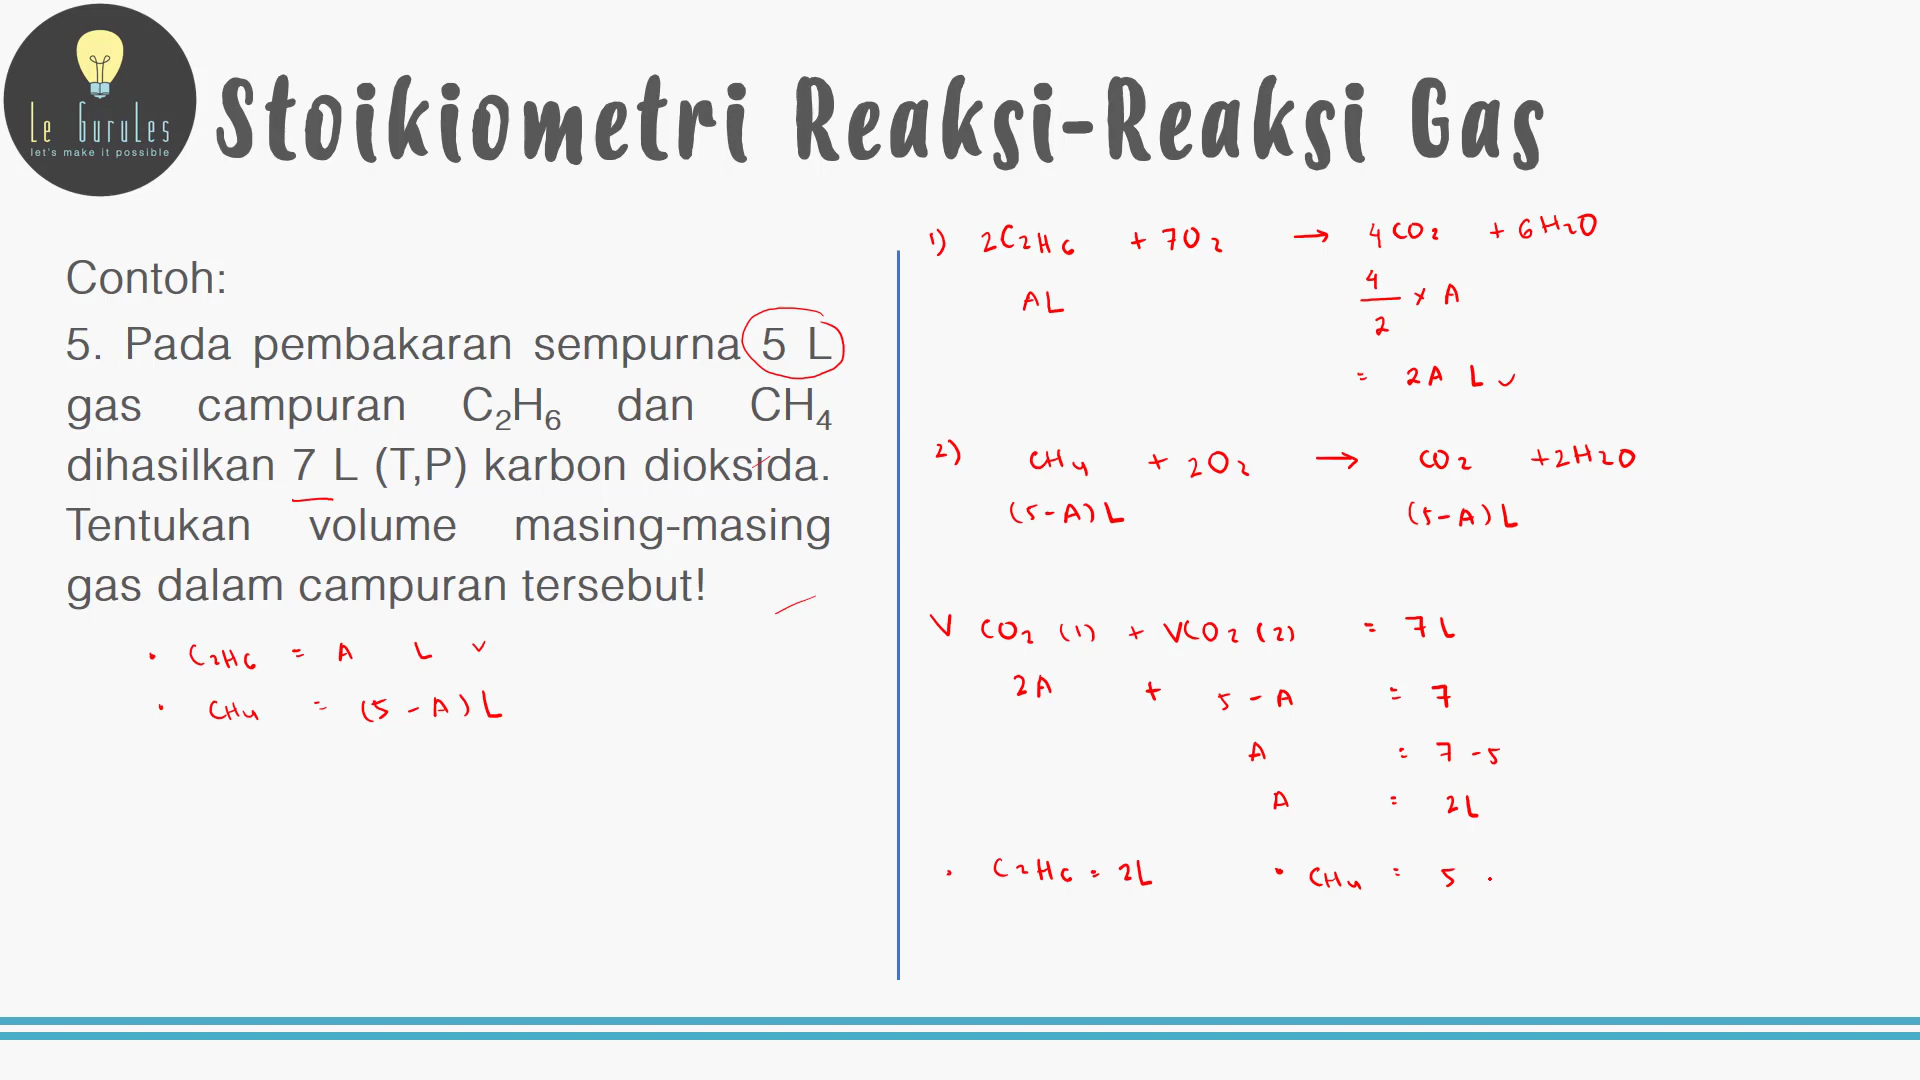 Le GuruLes
let's make it possible
Stoikiometri Reaksi-Reaksi Gas
Contoh:
5. Pada pembakaran sempurna 5 L
gas campuran C₂H₆ dan CH₄
dihasilkan 7 L (T,P) karbon dioksida.
Tentukan volume masing-masing
gas dalam campuran tersebut!
• C₂H₆ = A L ✓
• CH₄ = (5 - A) L
1) 2C₂H₆ + 7O₂ → 4CO₂ + 6H₂O
AL 4/2 × A
= 2A L ✓
2) CH₄ + 2O₂ → CO₂ + 2H₂O
(5-A) L (5-A) L
V CO₂ (1) + VCO₂ (2) = 7 L
2A + 5 - A = 7
A = 7 - 5
A = 2L
• C₂H₆ = 2L • CH₄ = 5 .